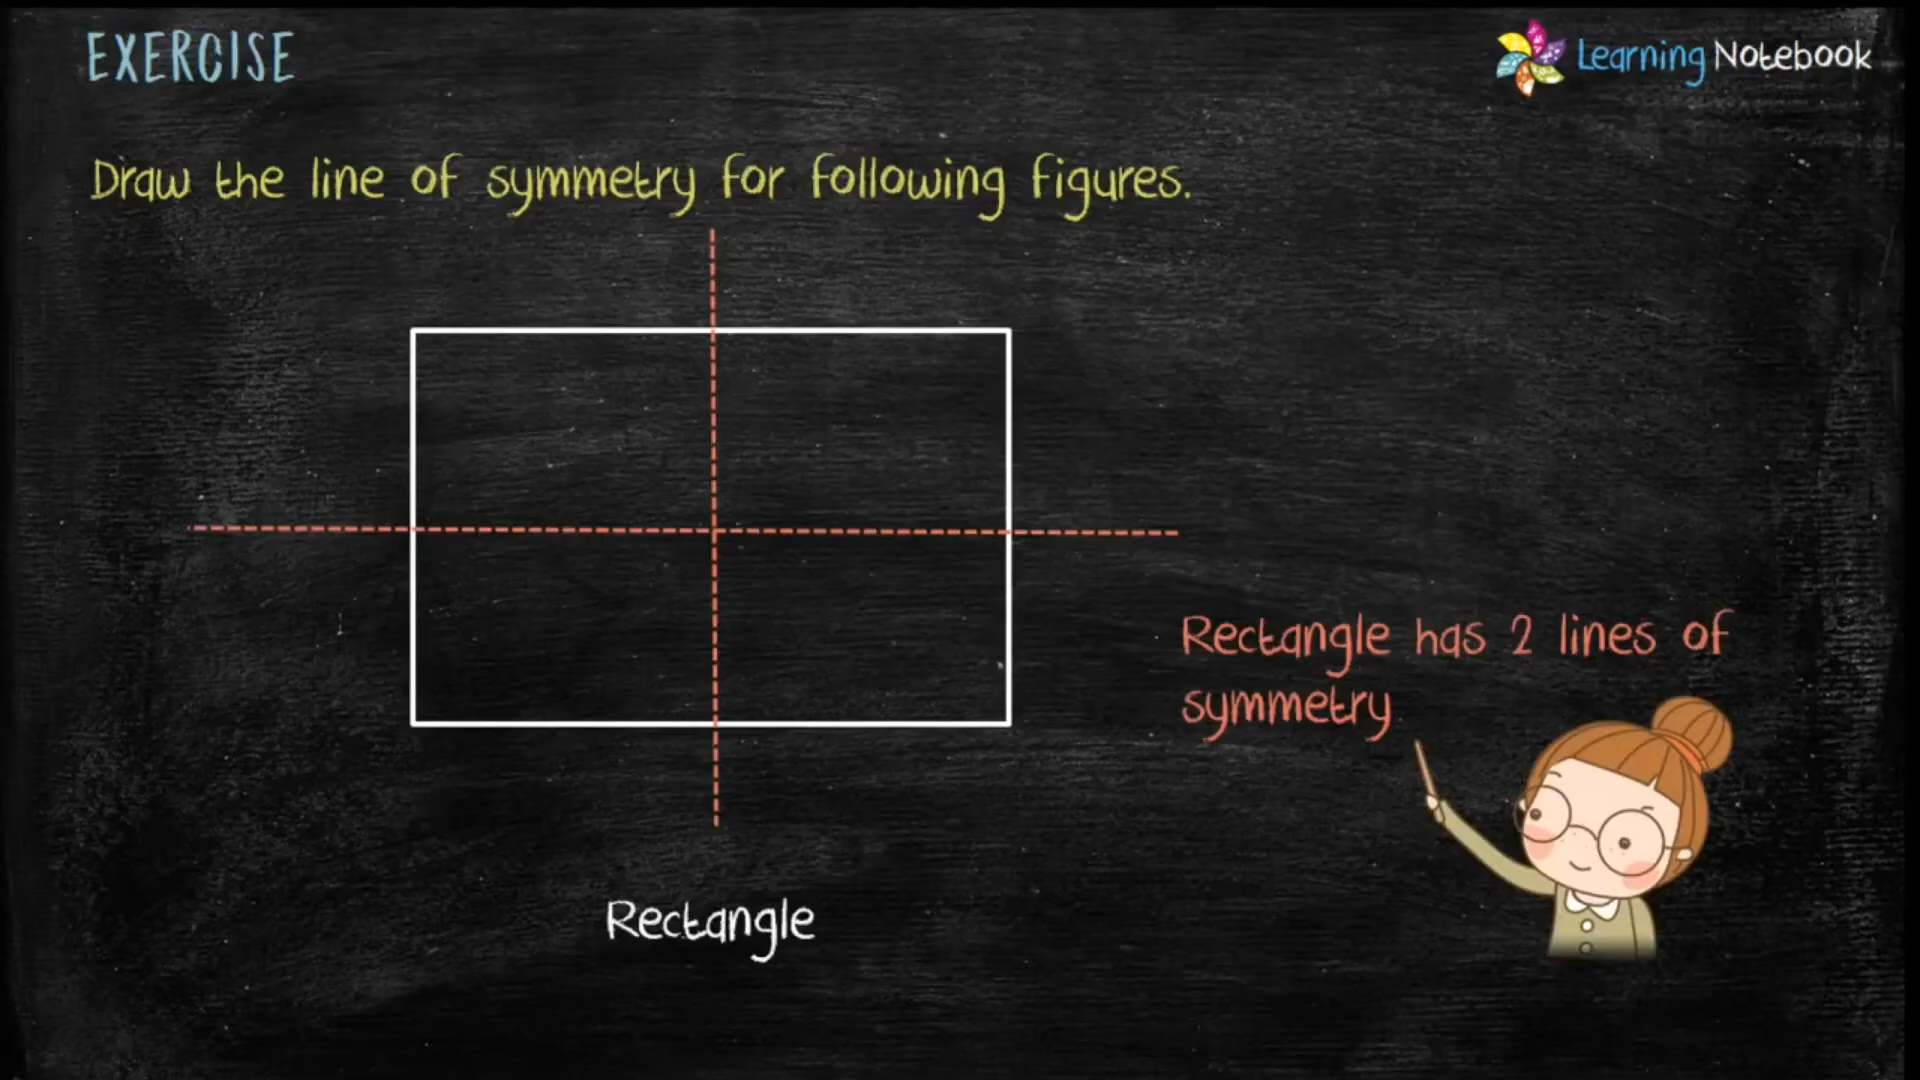 EXERCISE
Learning Notebook
Draw the line of symmetry for following figures.
Rectangle has 2 lines of
symmetry
Rectangle